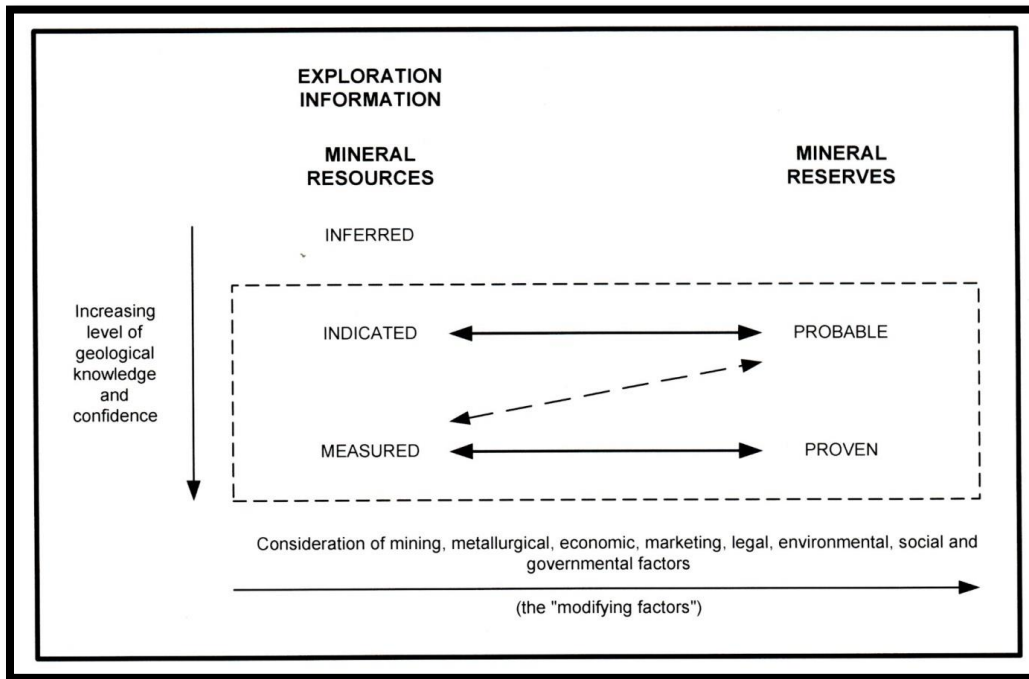 EXPLORATION
INFORMATION
MINERAL
RESOURCES
MINERAL
RESERVES
INFERRED
Increasing
level of
geological
knowledge
and
confidence
INDICATED
PROBABLE
MEASURED
PROVEN
Consideration of mining, metallurgical, economic, marketing, legal, environmental, social and
governmental factors
(the "modifying factors")